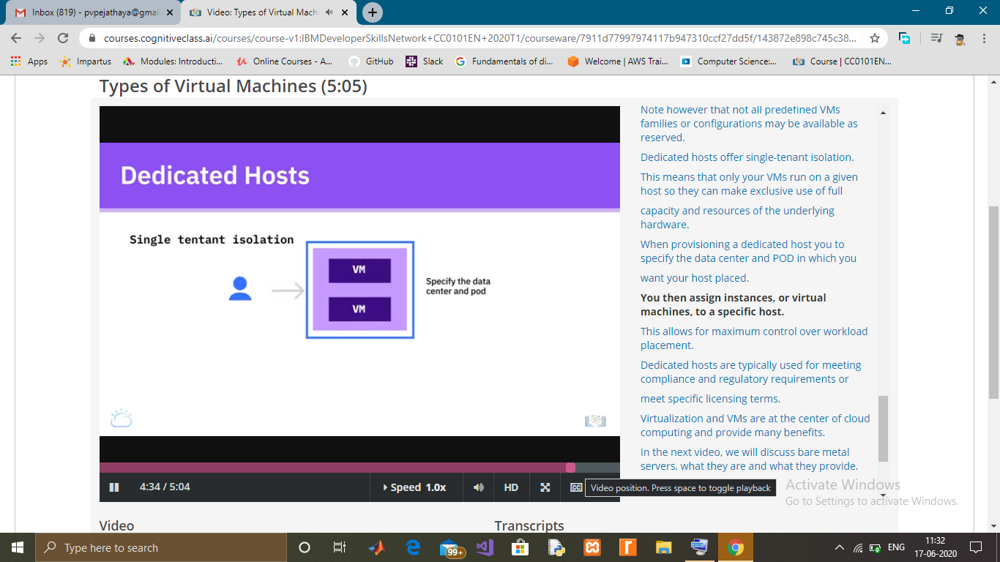 Inbox (819) - pvpejathaya@gmai
Video: Types of Virtual Machi
courses.cognitiveclass.ai/courses/course-v1:IBMDeveloperSkillsNetwork+CC0101EN+2020T1/courseware/7911d77997974117b947310ccf27dd5f/143872e898c745c38...
Apps
Impartus
Modules: Introducti...
Online Courses - A...
GitHub
Slack
Fundamentals of di...
Welcome | AWS Trai...
Computer Science:...
Course | CC0101EN...
Types of Virtual Machines (5:05)
Dedicated Hosts
Single tentant isolation
VM
VM
Specify the data
center and pod
4:34 / 5:04
Speed 1.0x
HD
CC
Note however that not all predefined VMs
families or configurations may be available as
reserved.
Dedicated hosts offer single-tenant isolation.
This means that only your VMs run on a given
host so they can make exclusive use of full
capacity and resources of the underlying
hardware.
When provisioning a dedicated host you to
specify the data center and POD in which you
want your host placed.
You then assign instances, or virtual
machines, to a specific host.
This allows for maximum control over workload
placement.
Dedicated hosts are typically used for meeting
compliance and regulatory requirements or
meet specific licensing terms.
Virtualization and VMs are at the center of cloud
computing and provide many benefits.
In the next video, we will discuss bare metal
servers, what they are and what they provide.
Video position. Press space to toggle playback
Activate Windows
Go to Settings to activate Windows.
Video
Transcripts
Type here to search
99+
ENG
11:32
17-06-2020